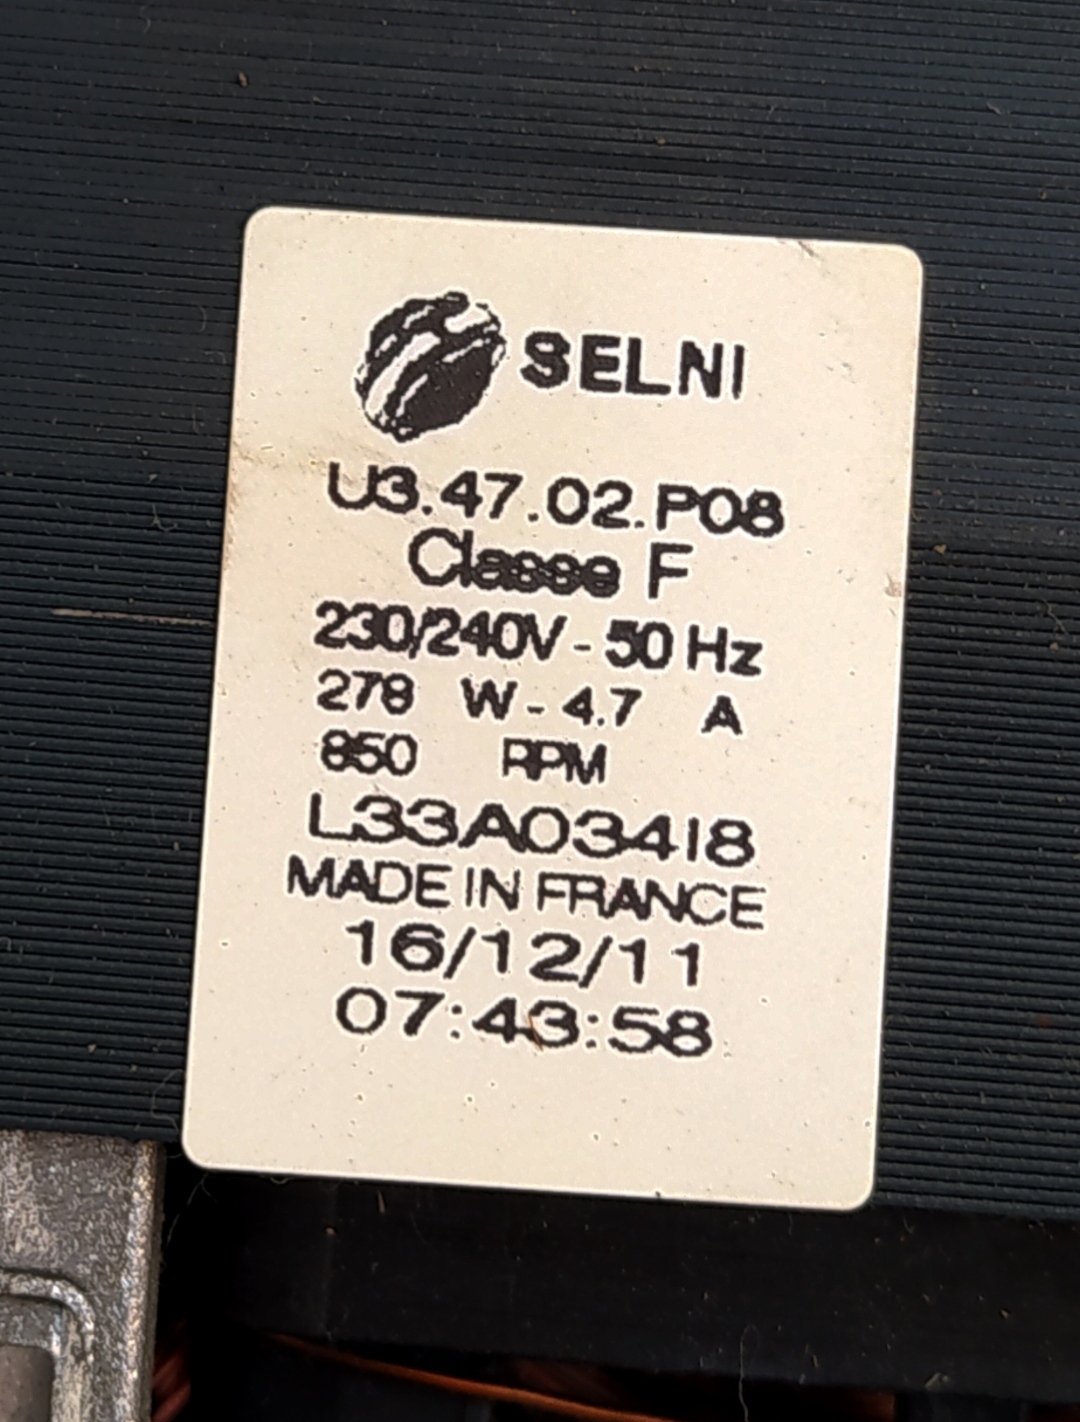 SELNI
U3.47.02.P08
Classe F
230/240V - 50 Hz
278 W - 4.7 A
850 RPM
L33A03418
MADE IN FRANCE
16/12/11
07:43:58